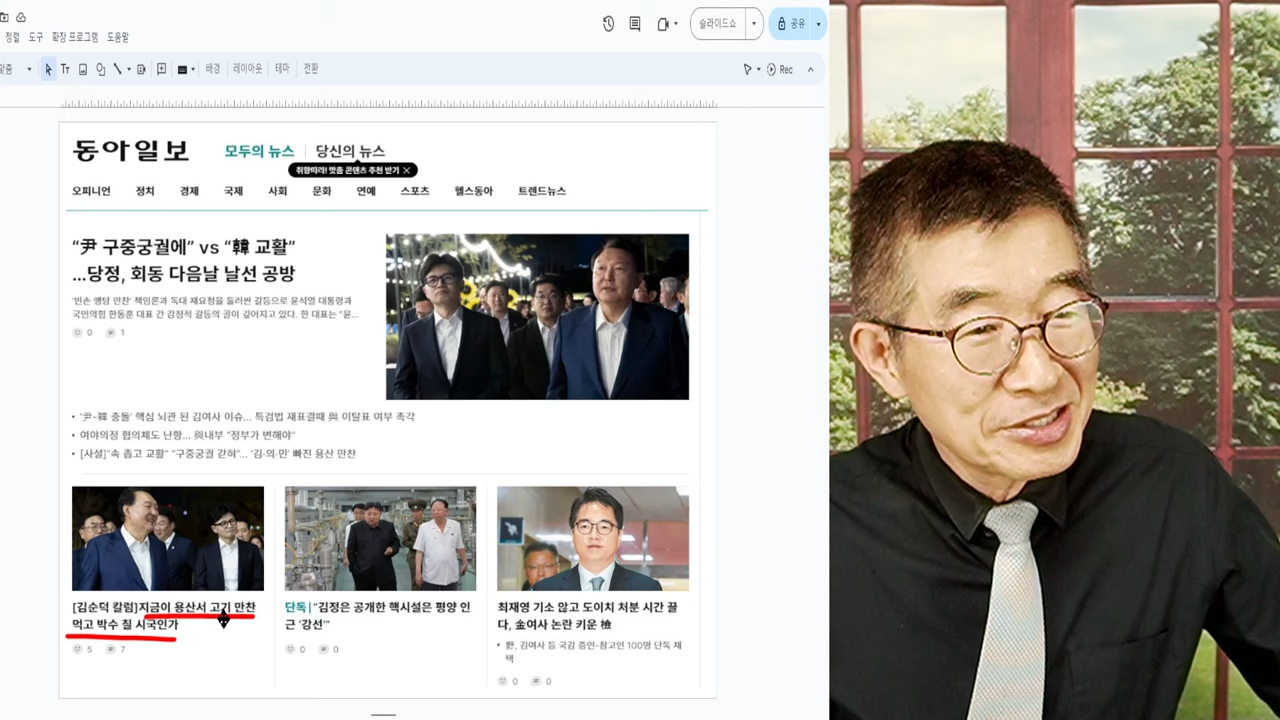 정렬 도구 확장 프로그램 도움말
슬라이드쇼
공유
맞춤
배경 레이아웃 테마 전환
Rec
동아일보
모두의 뉴스 당신의 뉴스
취향따라! 맞춤 콘텐츠 추천 받기
오피니언 정치 경제 국제 사회 문화 연예 스포츠 헬스동아 트렌드뉴스
“尹 구중궁궐에” vs “韓 교활”
…당정, 회동 다음날 날선 공방
‘빈손 맹탕 만찬’ 책임론과 독대 재요청을 둘러싼 갈등으로 윤석열 대통령과
국민의힘 한동훈 대표 간 감정적 갈등의 골이 깊어지고 있다. 한 대표는 “윤…
0 1
• ‘尹-韓 충돌’ 핵심 뇌관 된 김여사 이슈… 특검법 재표결때 與 이탈표 여부 촉각
• 여야의정 협의체도 난항… 與내부 “정부가 변해야”
• [사설]“속 좁고 교활” “구중궁궐 갇혀”… ‘김·의·민’ 빠진 용산 만찬
[김순덕 칼럼]지금이 용산서 고기 만찬
먹고 박수 칠 시국인가
5 7
단독|“김정은 공개한 핵시설은 평양 인
근 ‘강선’”
0 0
최재영 기소 않고 도이치 처분 시간 끌
다, 金여사 논란 키운 檢
• 野, 김여사 등 국감 증인-참고인 100명 단독 채
택
0 0